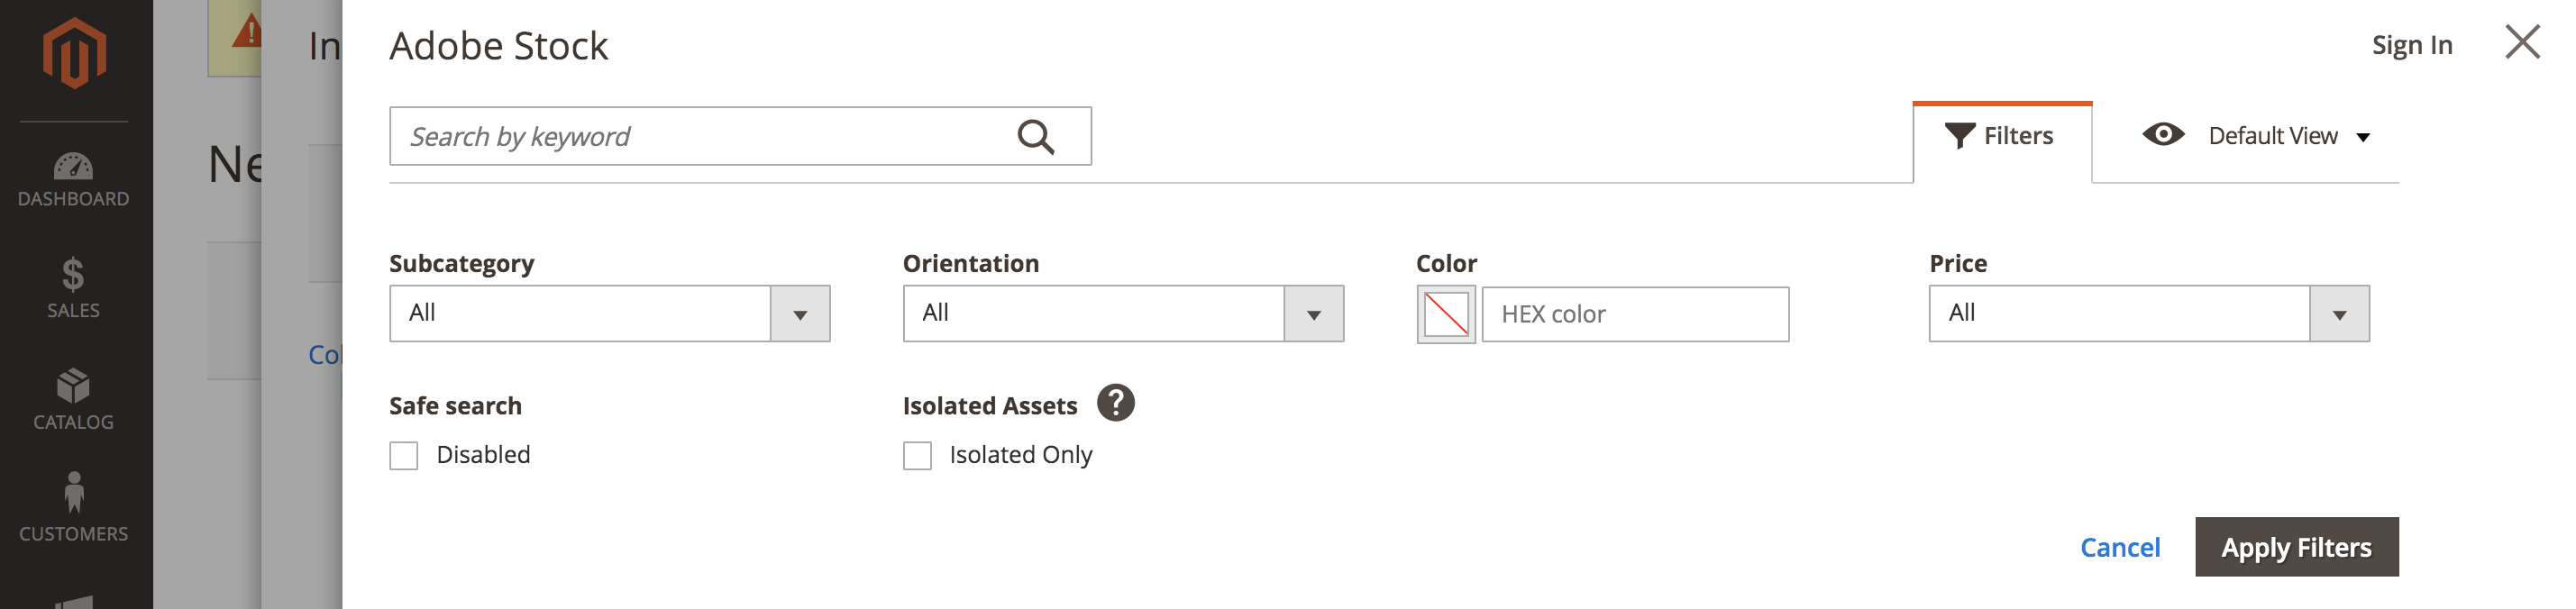 Adobe Stock
Sign In
Search by keyword
Filters
Default View
Subcategory
Orientation
Color
Price
All
All
HEX color
All
Safe search
Isolated Assets
?
Disabled
Isolated Only
Cancel
Apply Filters
DASHBOARD
$
SALES
CATALOG
CUSTOMERS
In
Ne
Col